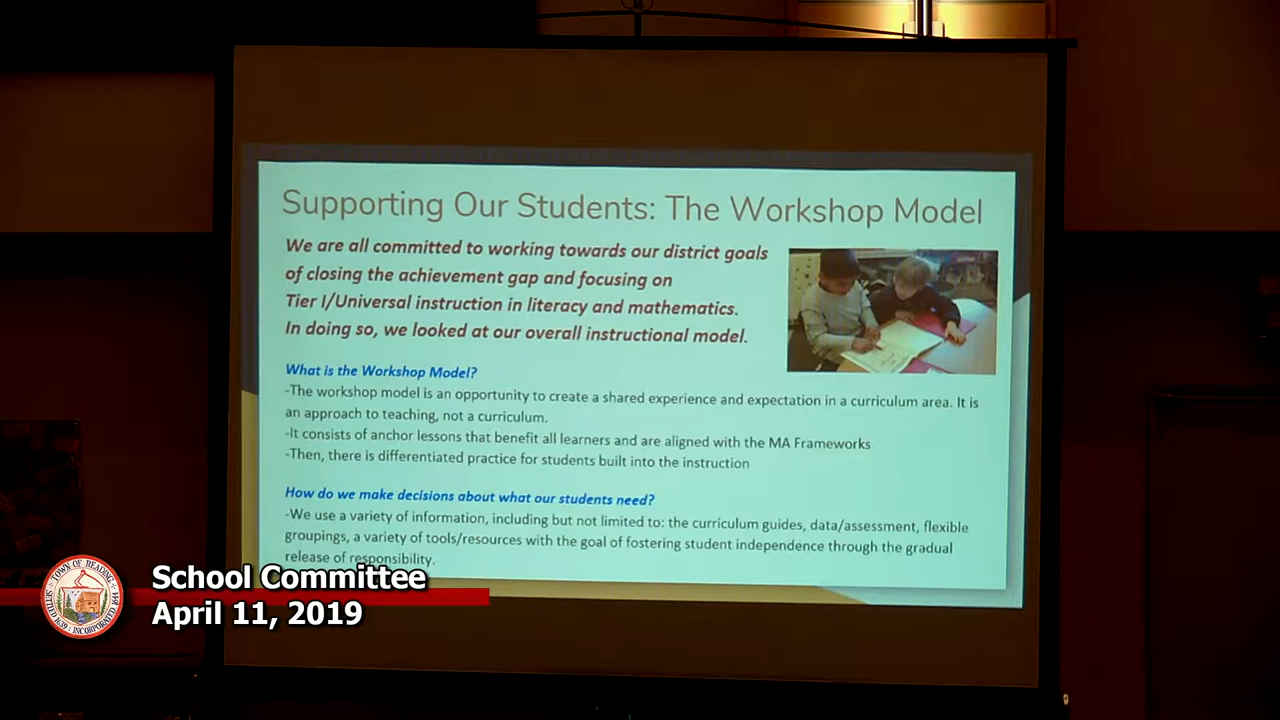 Supporting Our Students: The Workshop Model
We are all committed to working towards our district goals
of closing the achievement gap and focusing on
Tier I/Universal instruction in literacy and mathematics.
In doing so, we looked at our overall instructional model.
What is the Workshop Model?
-The workshop model is an opportunity to create a shared experience and expectation in a curriculum area. It is
an approach to teaching, not a curriculum.
-It consists of anchor lessons that benefit all learners and are aligned with the MA Frameworks
-Then, there is differentiated practice for students built into the instruction
How do we make decisions about what our students need?
-We use a variety of information, including but not limited to: the curriculum guides, data/assessment, flexible
groupings, a variety of tools/resources with the goal of fostering student independence through the gradual
release of responsibility.
School Committee
April 11, 2019
TOWN OF READING
SETTLED 1639 INCORPORATED 1644